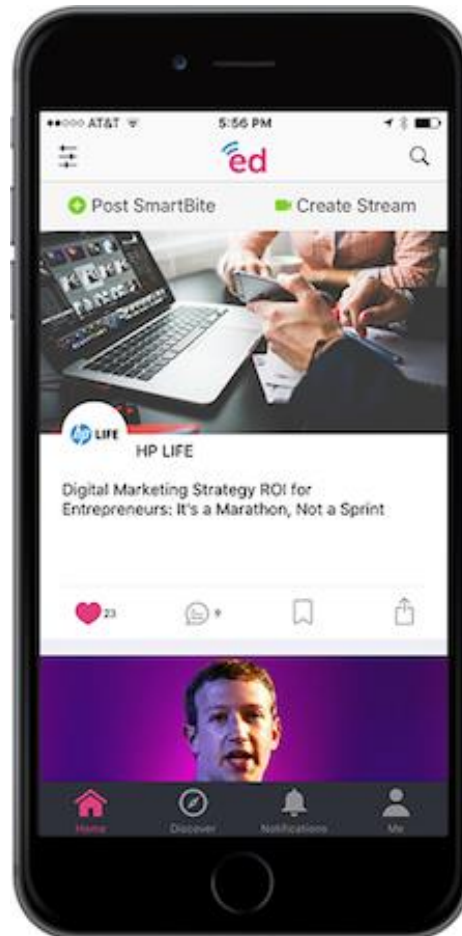 AT&T 5:56 PM
ed
Post SmartBite Create Stream
hp LIFE
HP LIFE
Digital Marketing Strategy ROI for
Entrepreneurs: It's a Marathon, Not a Sprint
23 9
Home Discover Notifications Me